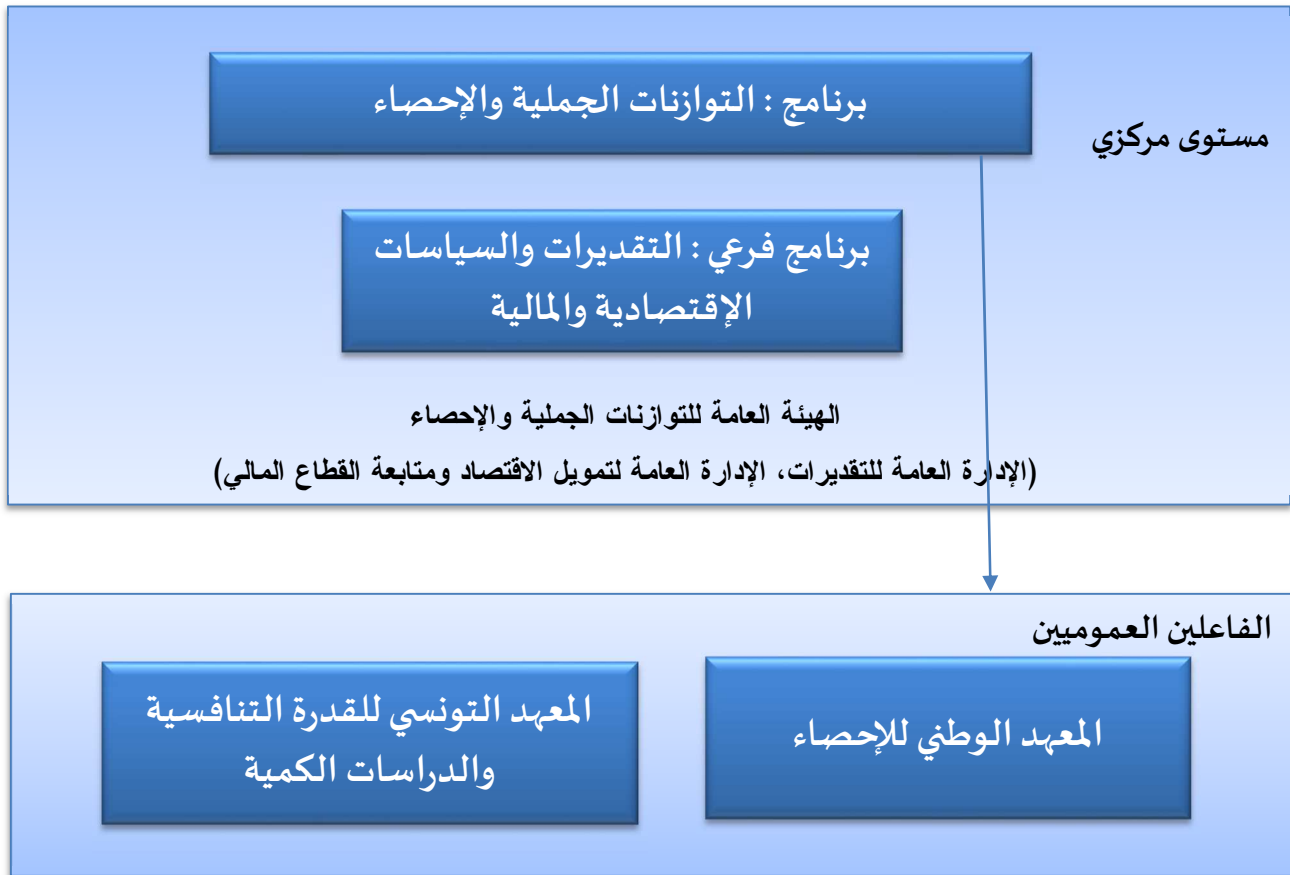 برنامج : التوازنات الجملية والإحصاء
مستوى مركزي
برنامج فرعي : التقديرات والسياسات
الإقتصادية والمالية
الهيئة العامة للتوازنات الجملية والإحصاء
(الإدارة العامة للتقديرات، الإدارة العامة لتمويل الاقتصاد ومتابعة القطاع المالي)
الفاعلين العموميين
المعهد الوطني للإحصاء
المعهد التونسي للقدرة التنافسية
والدراسات الكمية